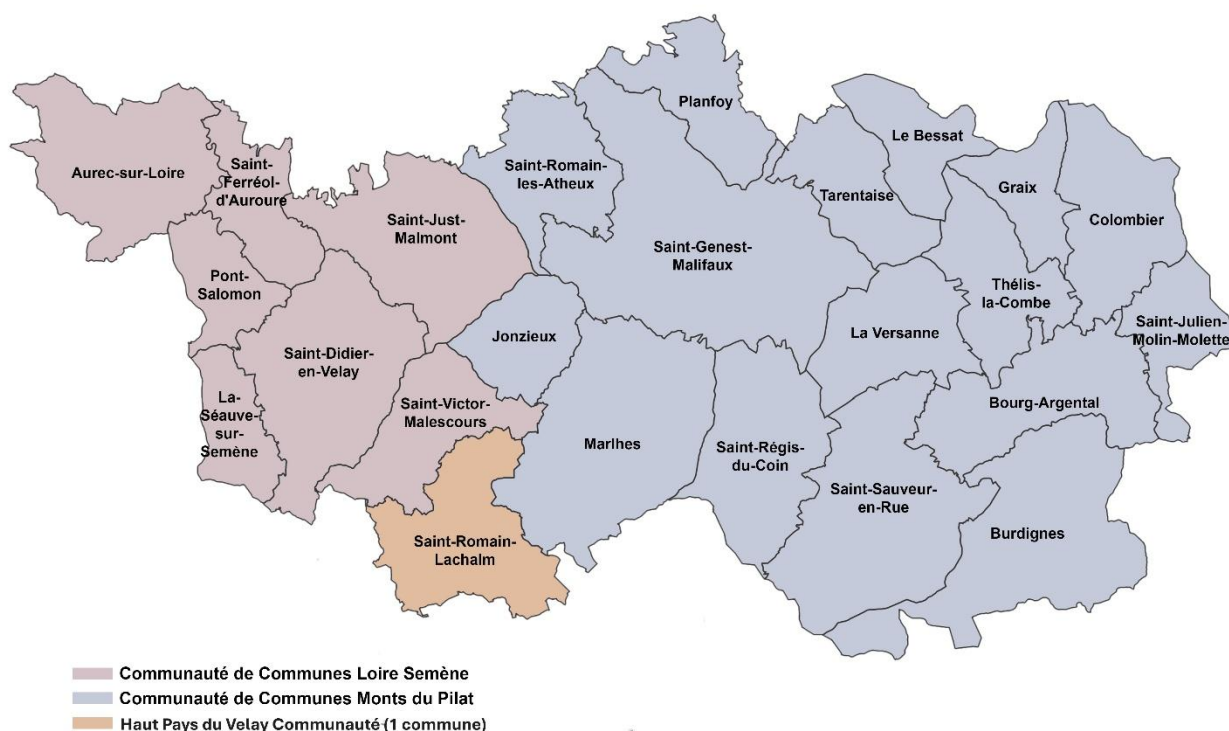 Planfoy
Le Bessat
Aurec-sur-Loire
Saint-
Ferréol-
d'Auroure
Saint-Romain-
les-Atheux
Tarentaise
Graix
Colombier
Saint-Just-
Malmont
Saint-Genest-
Malifaux
Pont-
Salomon
Thélis-
la-Combe
Jonzieux
La Versanne
Saint-Julien-
Molin-Molette
Saint-Didier-
en-Velay
La-
Séauve-
sur-
Semène
Saint-Victor-
Malescours
Bourg-Argental
Marlhes
Saint-Régis-
du-Coin
Saint-Sauveur-
en-Rue
Burdignes
Saint-Romain-
Lachalm
Communauté de Communes Loire Semène
Communauté de Communes Monts du Pilat
Haut Pays du Velay Communauté (1 commune)